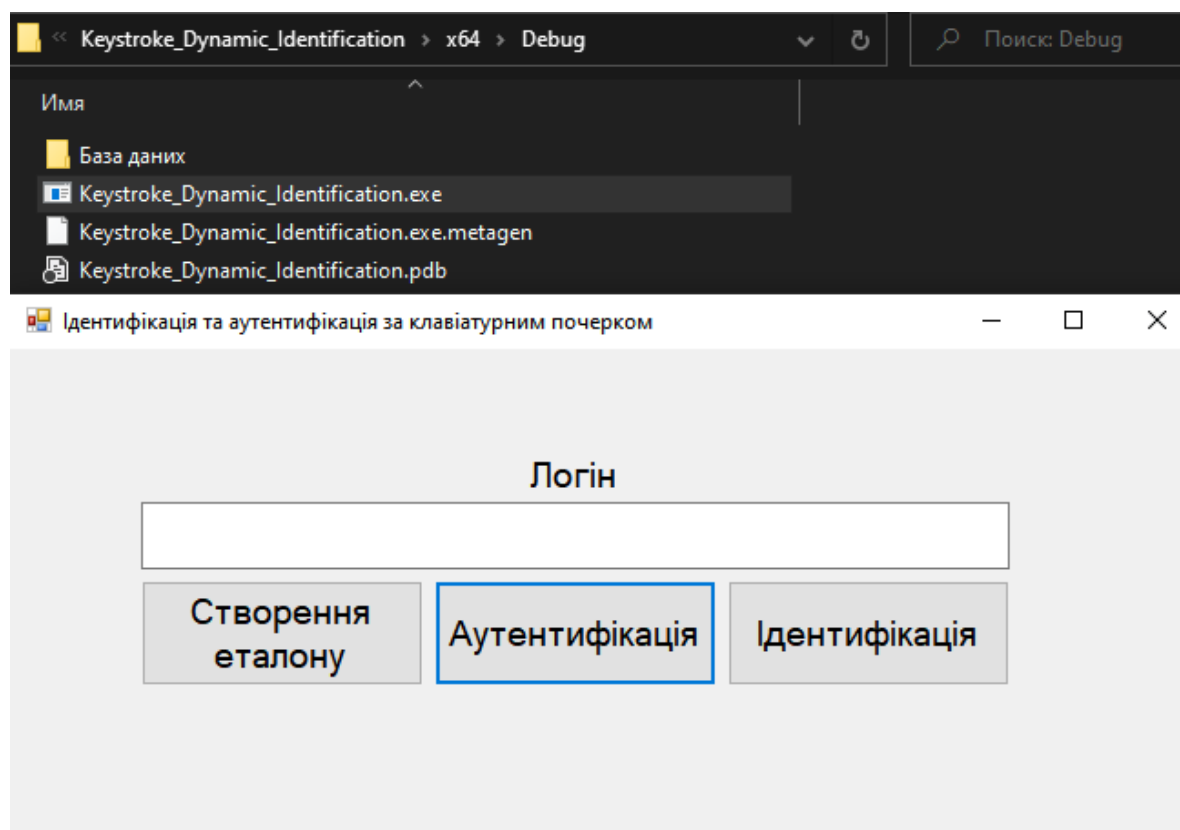 « Keystroke_Dynamic_Identification › x64 › Debug
Поиск: Debug
Имя
База даних
Keystroke_Dynamic_Identification.exe
Keystroke_Dynamic_Identification.exe.metagen
Keystroke_Dynamic_Identification.pdb
Ідентифікація та аутентифікація за клавіатурним почерком
Логін
Створення
еталону
Аутентифікація
Ідентифікація